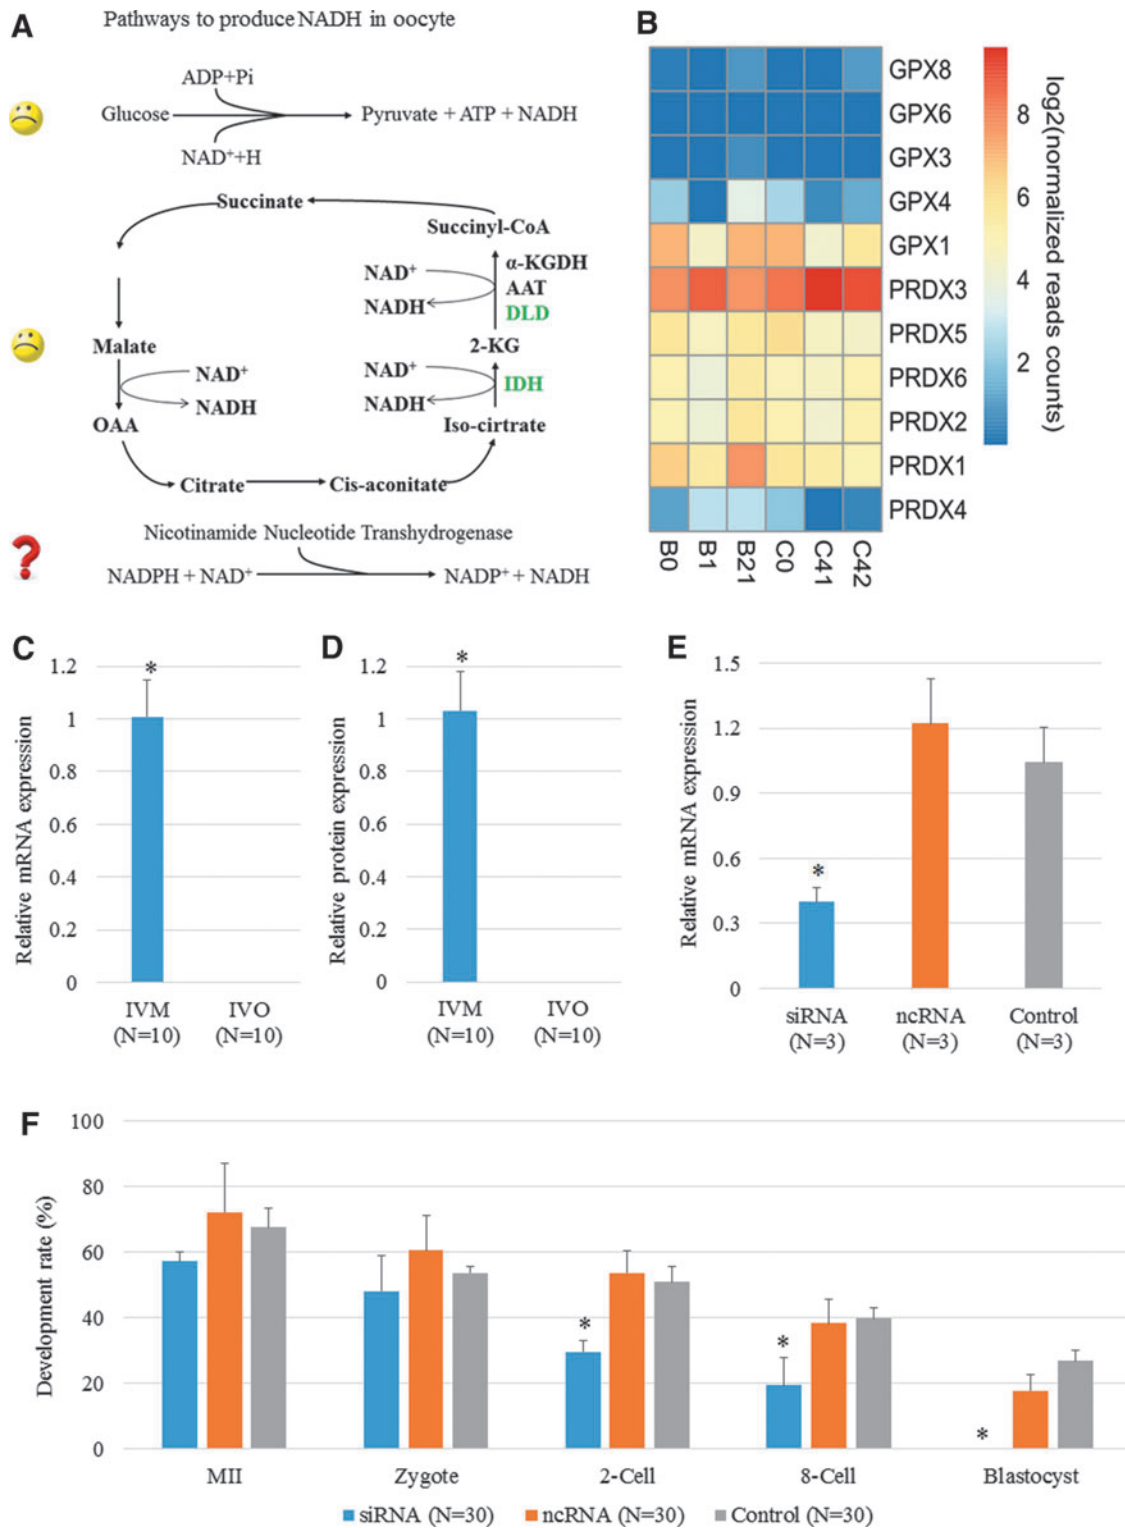 A
Pathways to produce NADH in oocyte
ADP+Pi
Glucose
Pyruvate + ATP + NADH
NAD⁺+H
Succinate
Succinyl-CoA
NAD⁺
α-KGDH
AAT
NADH
DLD
Malate
2-KG
NAD⁺
NAD⁺
IDH
NADH
NADH
OAA
Iso-cirtrate
Citrate
Cis-aconitate
Nicotinamide Nucleotide Transhydrogenase
?
NADPH + NAD⁺
NADP⁺ + NADH
B
GPX8
GPX6
GPX3
GPX4
GPX1
PRDX3
PRDX5
PRDX6
PRDX2
PRDX1
PRDX4
B0
B1
B21
C0
C41
C42
8
6
4
2
log2(normalized reads counts)
C
Relative mRNA expression
1.2
1
0.8
0.6
0.4
0.2
0
*
IVM IVO
(N=10) (N=10)
D
Relative protein expression
1.2
1
0.8
0.6
0.4
0.2
0
*
IVM IVO
(N=10) (N=10)
E
Relative mRNA expression
1.5
1.2
0.9
0.6
0.3
0
*
siRNA ncRNA Control
(N=3) (N=3) (N=3)
F
Development rate (%)
100
80
60
40
20
0
*
*
*
MII Zygote 2-Cell 8-Cell Blastocyst
siRNA (N=30) ncRNA (N=30) Control (N=30)